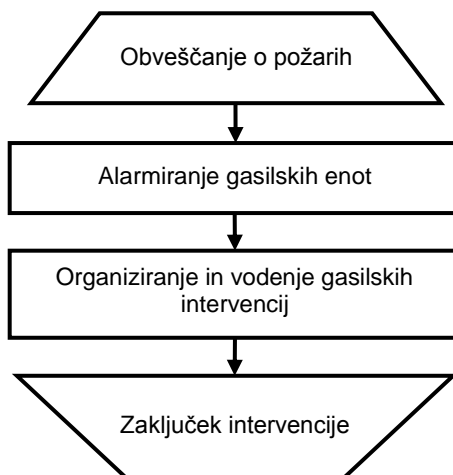 Obveščanje o požarih
Alarmiranje gasilskih enot
Organiziranje in vodenje gasilskih
intervencij
Zaključek intervencije